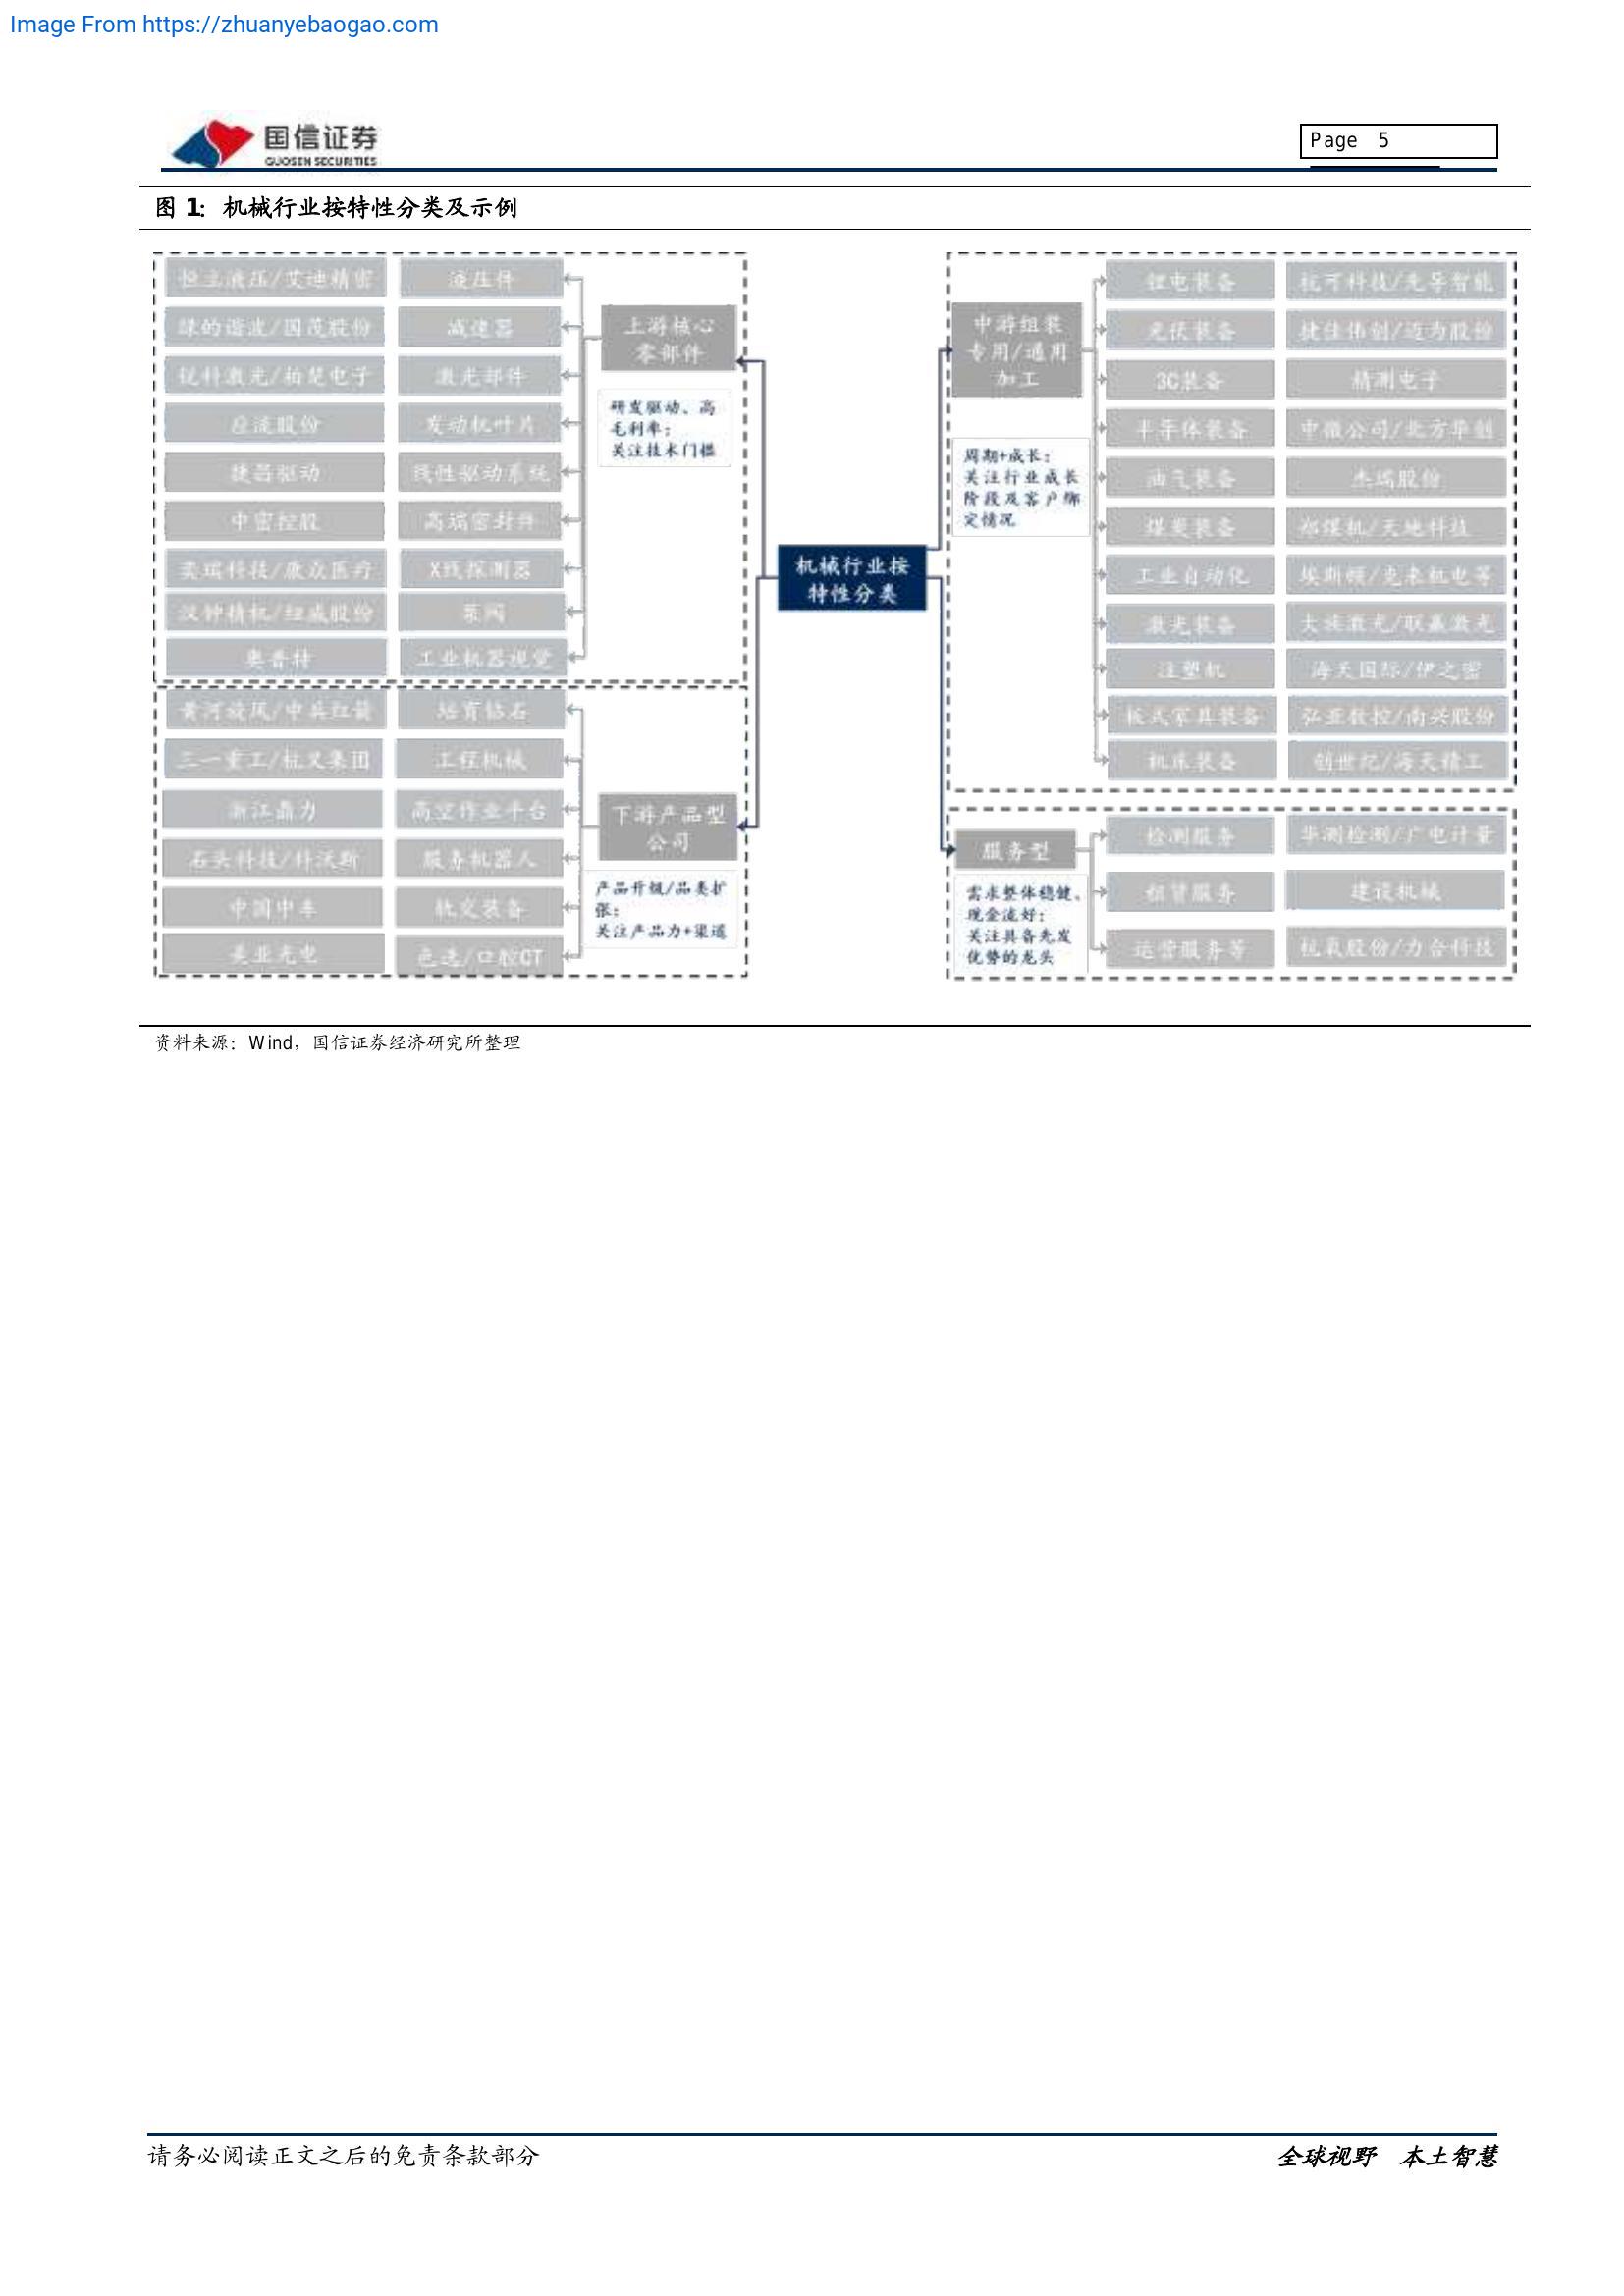 Image From https://zhuanyebaogao.com
国信证券
GUOSEN SECURITIES
Page 5
图 1: 机械行业按特性分类及示例
恒立液压/艾迪精密 液压件
绿的谐波/国茂股份 减速器
锐科激光/柏楚电子 激光部件
应流股份 发动机叶片
捷昌驱动 线性驱动系统
中密控股 高端密封件
奕瑞科技/康众医疗 X线探测器
汉钟精机/纽威股份 泵阀
奥普特 工业机器视觉
上游核心
零部件
研发驱动、高
毛利率;
关注技术门槛
黄河旋风/中兵红箭 培育钻石
三一重工/杭叉集团 工程机械
浙江鼎力 高空作业平台
石头科技/科沃斯 服务机器人
中国中车 轨交装备
美亚光电 色选/口腔CT
下游产品型
公司
产品升级/品类扩
张;
关注产品力+渠道
机械行业按
特性分类
中游组装
专用/通用
加工
周期+成长;
关注行业成长
阶段及客户绑
定情况
锂电装备 杭可科技/先导智能
光伏装备 捷佳伟创/迈为股份
3C装备 精测电子
半导体装备 中微公司/北方华创
油气装备 杰瑞股份
煤炭装备 郑煤机/天地科技
工业自动化 埃斯顿/克来机电等
激光装备 大族激光/联赢激光
注塑机 海天国际/伊之密
板式家具装备 弘亚数控/南兴股份
机床装备 创世纪/海天精工
服务型
需求整体稳健、
现金流好;
关注具备先发
优势的龙头
检测服务 华测检测/广电计量
租赁服务 建设机械
运营服务等 杭氧股份/力合科技
资料来源: Wind, 国信证券经济研究所整理
请务必阅读正文之后的免责条款部分
全球视野 本土智慧